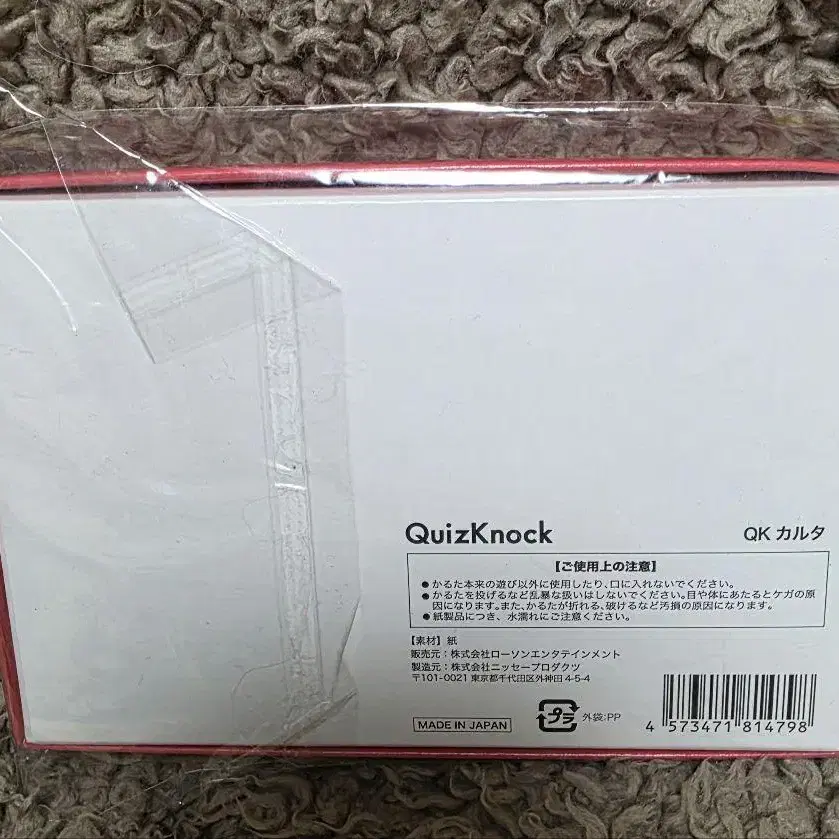 QuizKnock
QK カルタ
【ご使用上の注意】
●かるた本来の遊び以外に使用したり、口に入れないでください。
●かるたを投げるなど乱暴な扱いはしないでください。目や体にあたるとケガの原
因になります。また、かるたが折れる、破けるなど汚損の原因になります。
●紙製品につき、水濡れにご注意ください。
【素材】紙
販売元：株式会社ローソンエンタテインメント
製造元：株式会社ニッセープロダクツ
〒101-0021 東京都千代田区外神田 4-5-4
MADE IN JAPAN
プラ
外袋:PP
4 573471 814798